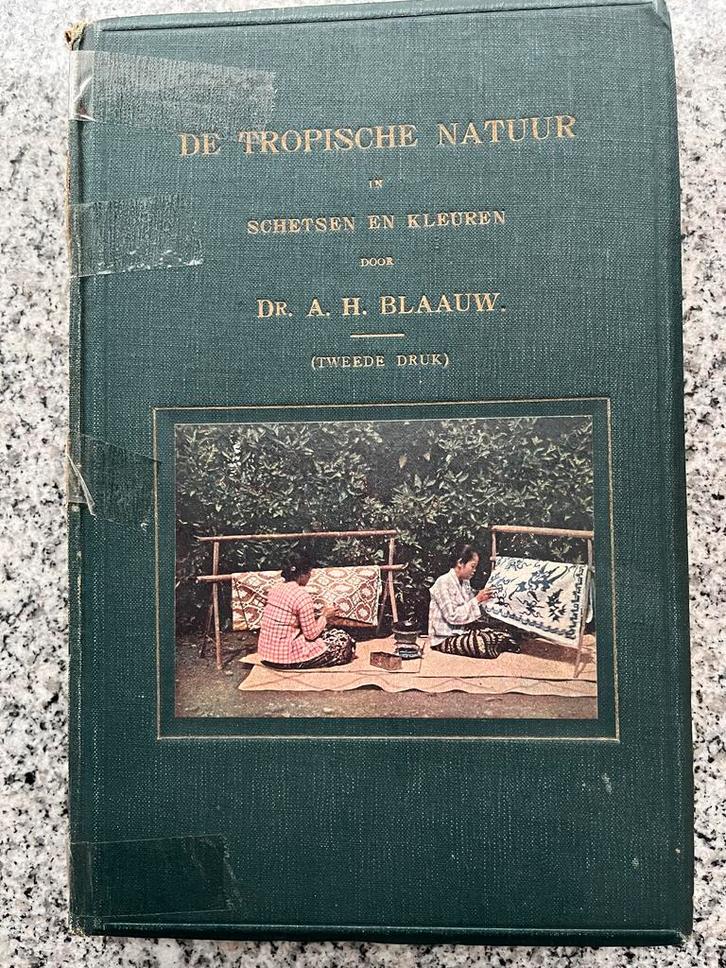 DE TROPISCHE NATUUR
IN
SCHETSEN EN KLEUREN
DOOR
DR. A. H. BLAAUW.
(TWEEDE DRUK)